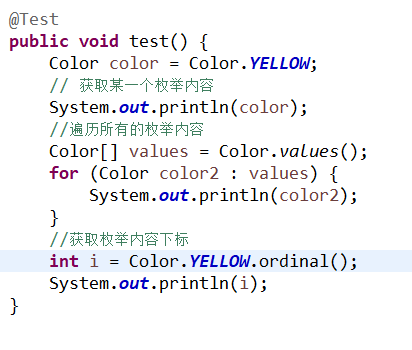 @Test
public void test() {
    Color color = Color.YELLOW;
    // 获取某一个枚举内容
    System.out.println(color);
    //遍历所有的枚举内容
    Color[] values = Color.values();
    for (Color color2 : values) {
        System.out.println(color2);
    }
    //获取枚举内容下标
    int i = Color.YELLOW.ordinal();
    System.out.println(i);
}